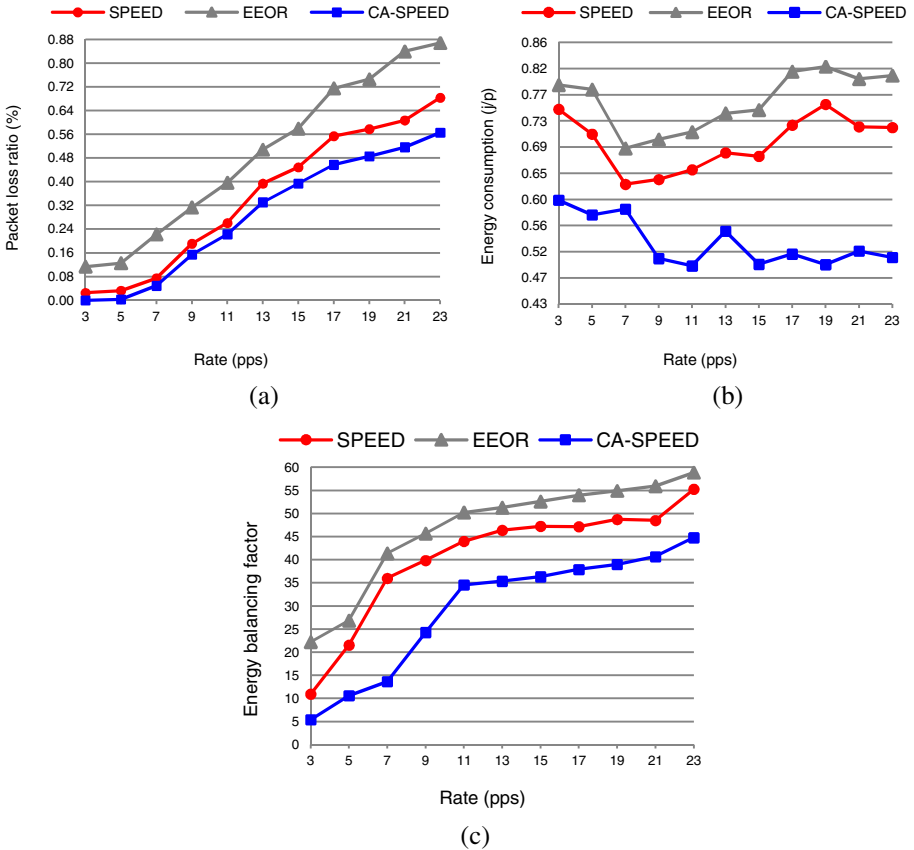 SPEED EEOR CA-SPEED
Packet loss ratio (%)
0.88
0.80
0.72
0.64
0.56
0.48
0.40
0.32
0.24
0.16
0.08
0.00
3 5 7 9 11 13 15 17 19 21 23
Rate (pps)
(a)
SPEED EEOR CA-SPEED
Energy consumption (j/p)
0.86
0.82
0.77
0.73
0.69
0.65
0.60
0.56
0.52
0.47
0.43
3 5 7 9 11 13 15 17 19 21 23
Rate (pps)
(b)
SPEED EEOR CA-SPEED
Energy balancing factor
60
55
50
45
40
35
30
25
20
15
10
5
0
3 5 7 9 11 13 15 17 19 21 23
Rate (pps)
(c)